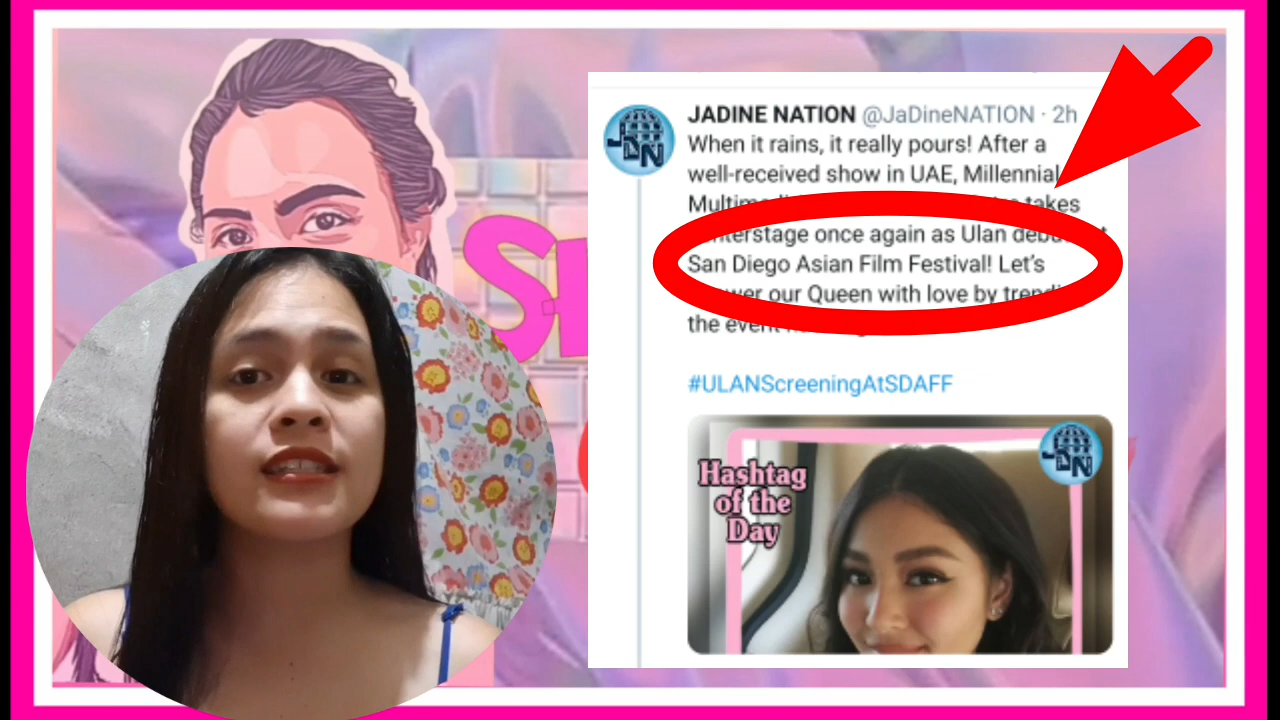 JADINE NATION @JaDineNATION · 2h
When it rains, it really pours! After a
well-received show in UAE, Millennial
takes
once again as Ulan
San Diego Asian Film Festival! Let's
our Queen with love by
the event
#ULANScreeningAtSDAFF
JDN
Hashtag
of the
Day
JDN